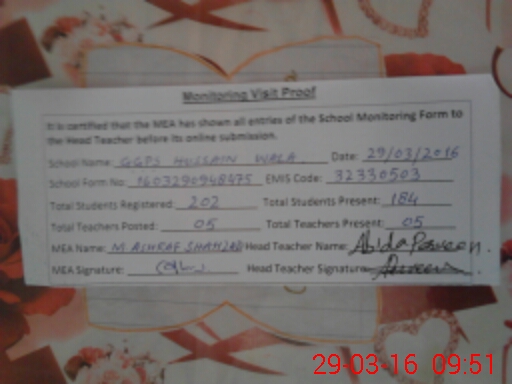 Monitoring Visit Proof
It is certified that the MEA has shown all entries of the School Monitoring Form to
the Head Teacher before its online submission.
School Name: GGPS HUSSAIN WALA Date: 29/03/2016
School Form No: 1603290948475 EMIS Code: 32330503
Total Students Registered: 202 Total Students Present: 184
Total Teachers Posted: 05 Total Teachers Present: 05
MEA Name: M ASHRAF SHAHZAD Head Teacher Name: Abida Parveen.
MEA Signature: Head Teacher Signature Parveen
29-03-16 09:51